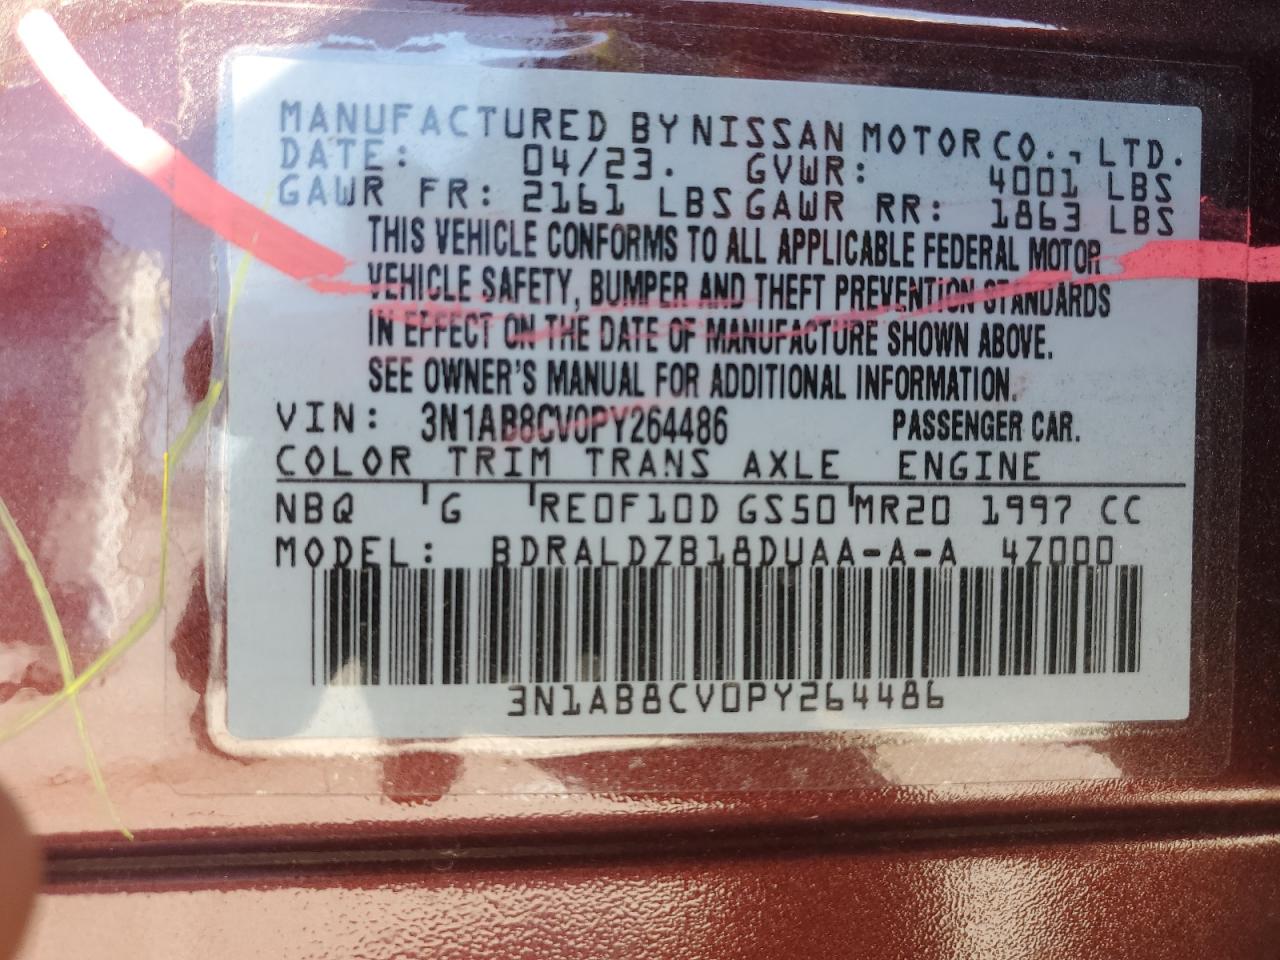 MANUFACTURED BY NISSAN MOTOR CO., LTD.
DATE: 04/23. GVWR: 4001 LBS
GAWR FR: 2161 LBS GAWR RR: 1863 LBS
THIS VEHICLE CONFORMS TO ALL APPLICABLE FEDERAL MOTOR
VEHICLE SAFETY, BUMPER AND THEFT PREVENTION STANDARDS
IN EFFECT ON THE DATE OF MANUFACTURE SHOWN ABOVE.
SEE OWNER'S MANUAL FOR ADDITIONAL INFORMATION.
VIN: 3N1AB8CV0PY264486 PASSENGER CAR.
COLOR TRIM TRANS AXLE ENGINE
NBQ G RE0F10D GS50 MR20 1997 CC
MODEL: BDRALDZB18DUAA-A-A 4Z000
3N1AB8CV0PY264486